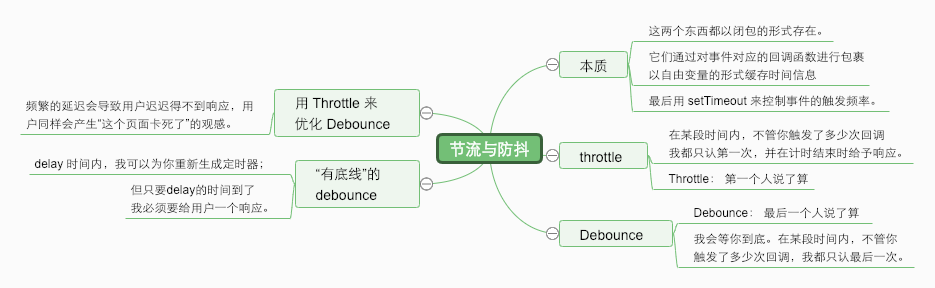 节流与防抖
本质
这两个东西都以闭包的形式存在。
它们通过对事件对应的回调函数进行包裹
以自由变量的形式缓存时间信息
最后用 setTimeout 来控制事件的触发频率。
throttle
在某段时间内，不管你触发了多少次回调
我都只认第一次，并在计时结束时给予响应。
Throttle： 第一个人说了算
Debounce
Debounce： 最后一个人说了算
我会等你到底。在某段时间内，不管你
触发了多少次回调，我都只认最后一次。
用 Throttle 来
优化 Debounce
频繁的延迟会导致用户迟迟得不到响应，用
户同样会产生“这个页面卡死了”的观感。
“有底线”的
debounce
delay 时间内，我可以为你重新生成定时器；
但只要delay的时间到了
我必须要给用户一个响应。